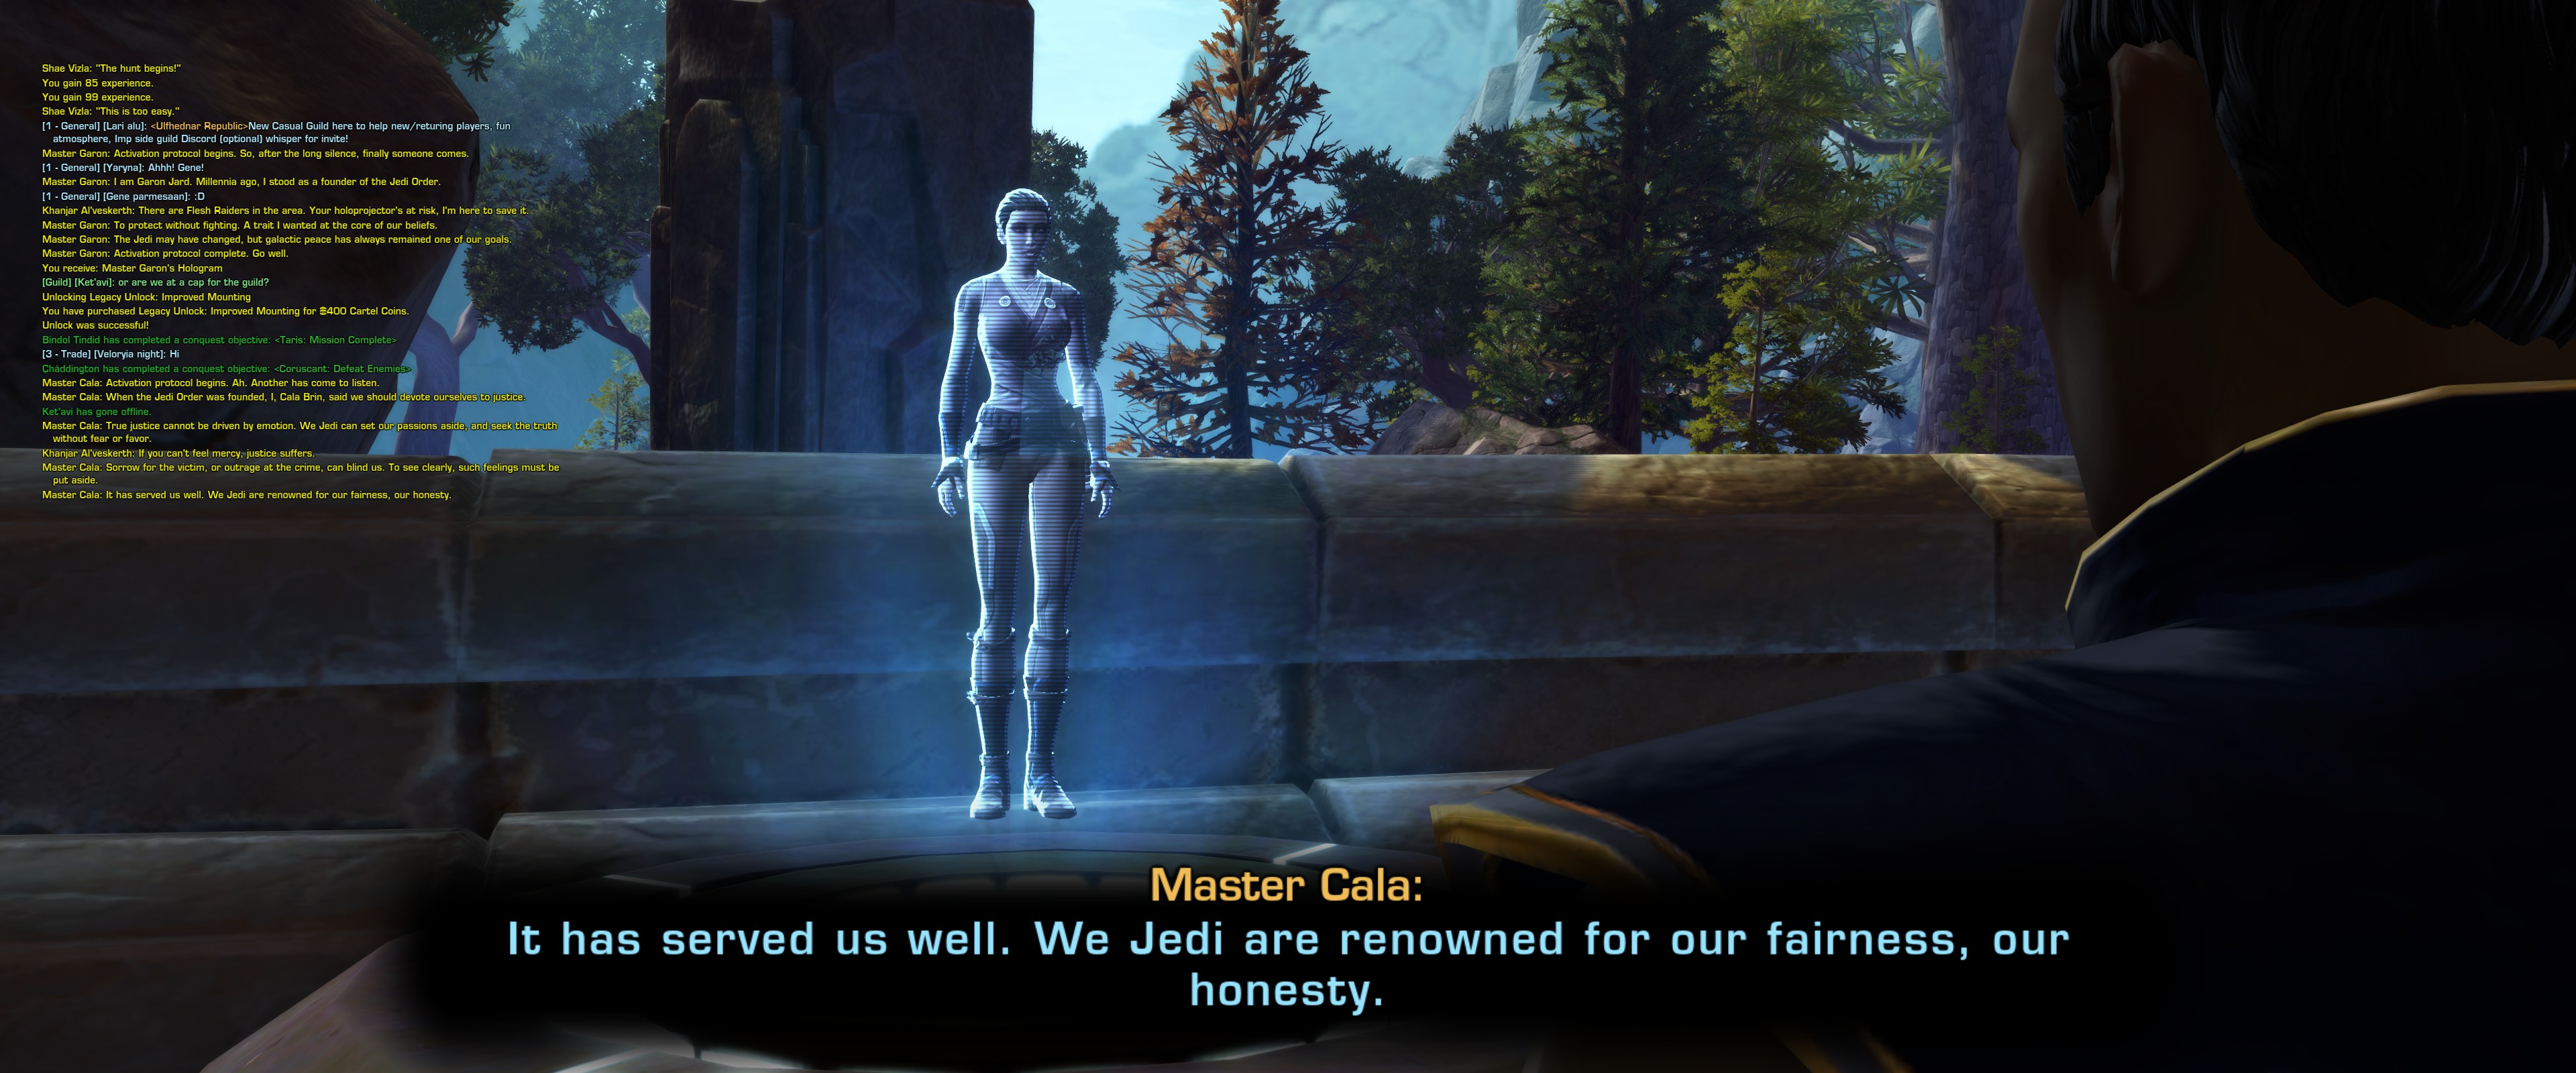 Shae Vizla: "The hunt begins!"
You gain 85 experience.
You gain 99 experience.
Shae Vizla: "This is too easy."
[1 - General] [Lari alu]: <Ulfhednar Republic>New Casual Guild here to help new/returing players, fun
atmosphere, Imp side guild Discord (optional) whisper for invite!
Master Garon: Activation protocol begins. So, after the long silence, finally someone comes.
[1 - General] [Yaryna]: Ahhh! Gene!
Master Garon: I am Garon Jard. Millennia ago, I stood as a founder of the Jedi Order.
[1 - General] [Gene parmesaan]: :D
Khanjar Al'veskerth: There are Flesh Raiders in the area. Your holoprojector's at risk, I'm here to save it.
Master Garon: To protect without fighting. A trait I wanted at the core of our beliefs.
Master Garon: The Jedi may have changed, but galactic peace has always remained one of our goals.
Master Garon: Activation protocol complete. Go well.
You receive: Master Garon's Hologram
[Guild] [Ket'avi]: or are we at a cap for the guild?
Unlocking Legacy Unlock: Improved Mounting
You have purchased Legacy Unlock: Improved Mounting for 400 Cartel Coins.
Unlock was successful!
Bindol Tindid has completed a conquest objective: <Taris: Mission Complete>
[3 - Trade] [Veloryia night]: Hi
Chàddington has completed a conquest objective: <Coruscant: Defeat Enemies>
Master Cala: Activation protocol begins. Ah. Another has come to listen.
Master Cala: When the Jedi Order was founded, I, Cala Brin, said we should devote ourselves to justice.
Ket'avi has gone offline.
Master Cala: True justice cannot be driven by emotion. We Jedi can set our passions aside, and seek the truth
without fear or favor.
Khanjar Al'veskerth: If you can't feel mercy, justice suffers.
Master Cala: Sorrow for the victim, or outrage at the crime, can blind us. To see clearly, such feelings must be
put aside.
Master Cala: It has served us well. We Jedi are renowned for our fairness, our honesty.
Master Cala:
It has served us well. We Jedi are renowned for our fairness, our
honesty.